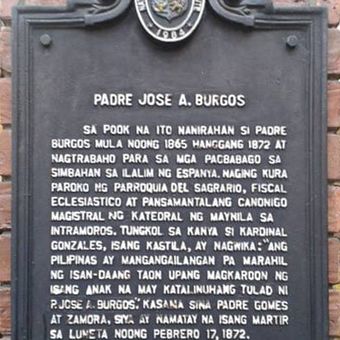 1984
PADRE JOSE A. BURGOS
SA POOK NA ITO NANIRAHAN SI PADRE
BURGOS MULA NOONG 1865 HANGGANG 1872 AT
NAGTRABAHO PARA SA MGA PAGBABAGO SA
SIMBAHAN SA ILALIM NG ESPANYA. NAGING KURA
PAROKO NG PARROQUIA DEL SAGRARIO, FISCAL
ECLESIASTICO AT PANSAMANTALANG CANONIGO
MAGISTRAL NG KATEDRAL NG MAYNILA SA
INTRAMUROS. TUNGKOL SA KANYA SI KARDINAL
GONZALES, ISANG KASTILA, AY NAGWIKA: "ANG
PILIPINAS AY MANGANGAILANGAN PA MARAHIL
NG ISAN-DAANG TAON UPANG MAGKAROON NG
ISANG ANAK NA MAY KATALINUHANG TULAD NI
P. JOSE A. BURGOS." KASAMA SINA PADRE GOMES
AT ZAMORA, SIYA AY NAMATAY NA ISANG MARTIR
SA LUNETA NOONG PEBRERO 17, 1872.